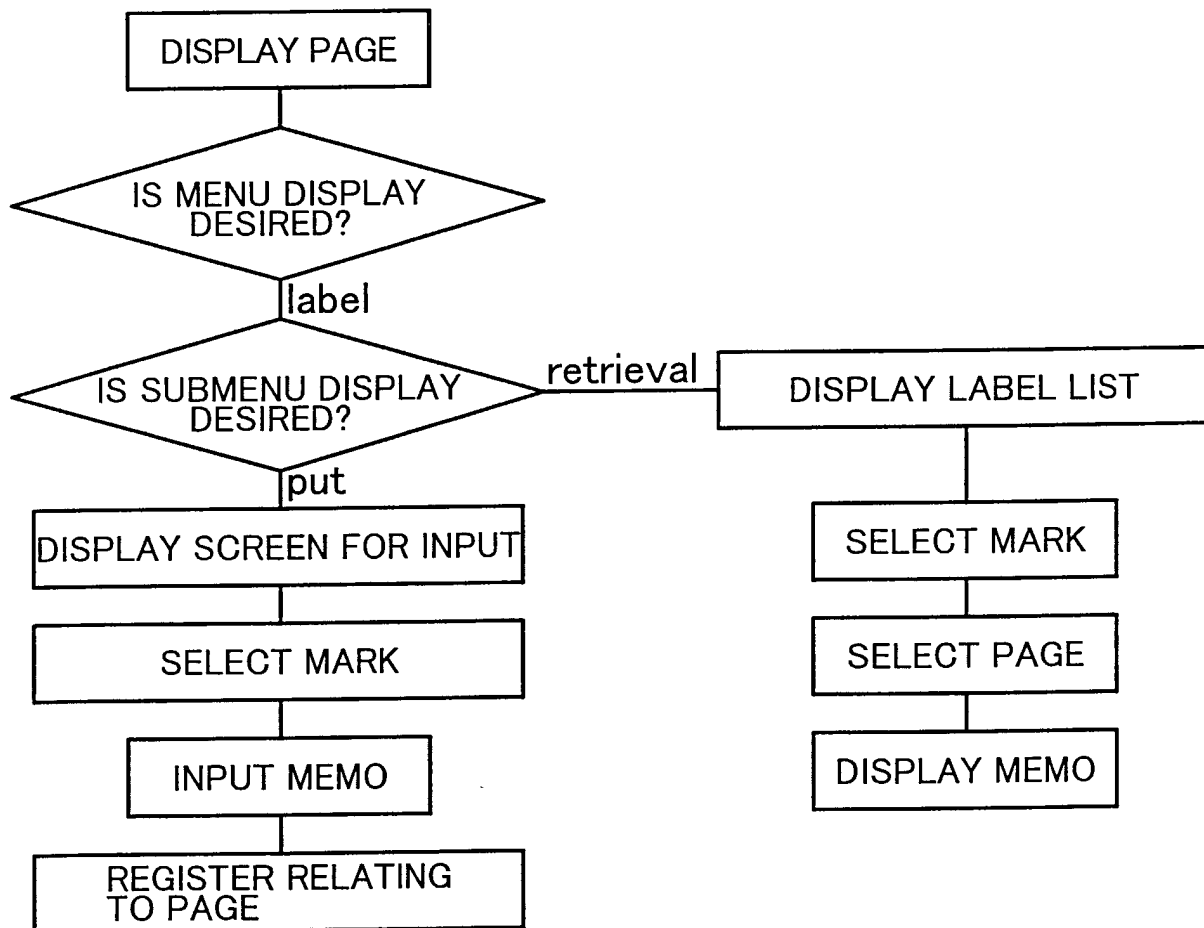 DISPLAY PAGE
IS MENU DISPLAY
DESIRED?
label
IS SUBMENU DISPLAY
DESIRED?
retrieval
DISPLAY LABEL LIST
put
DISPLAY SCREEN FOR INPUT
SELECT MARK
INPUT MEMO
REGISTER RELATING
TO PAGE
SELECT MARK
SELECT PAGE
DISPLAY MEMO